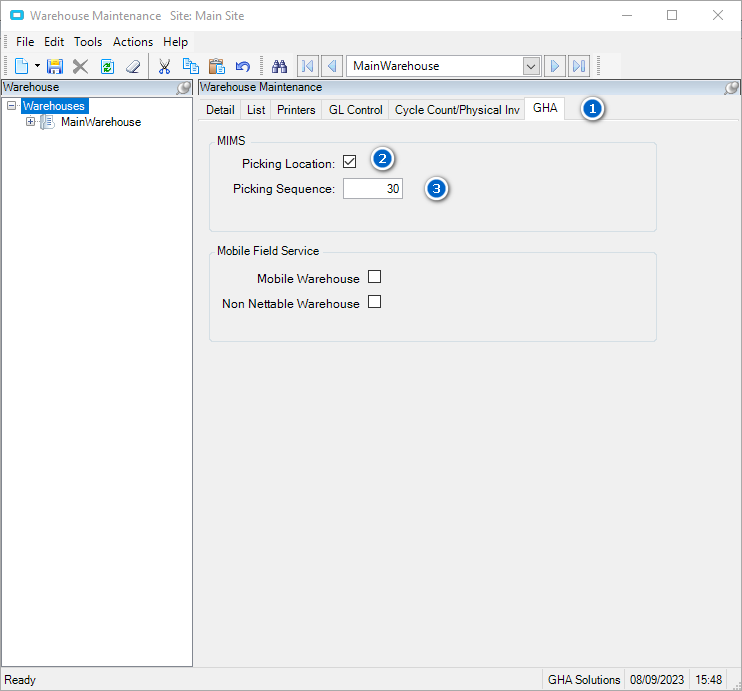 Warehouse Maintenance Site: Main Site
File Edit Tools Actions Help
MainWarehouse
Warehouse
Warehouses
MainWarehouse
Warehouse Maintenance
Detail List Printers GL Control Cycle Count/Physical Inv GHA 1
MIMS
Picking Location: 2
Picking Sequence: 30 3
Mobile Field Service
Mobile Warehouse
Non Nettable Warehouse
Ready GHA Solutions 08/09/2023 15:48